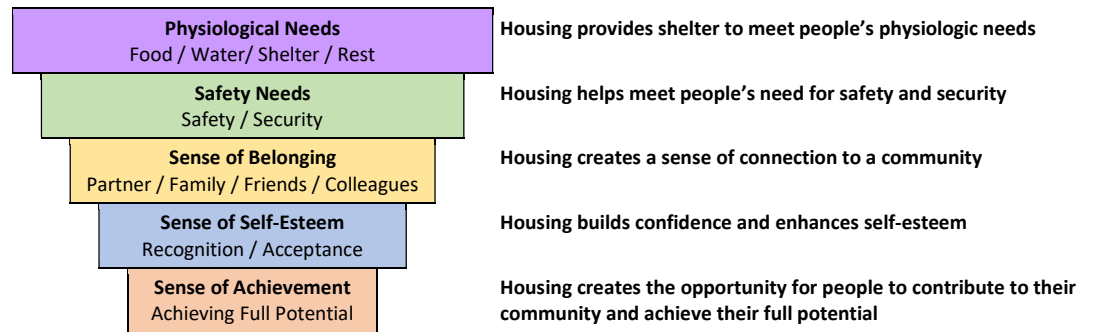 Physiological Needs
Food / Water/ Shelter / Rest
Housing provides shelter to meet people’s physiologic needs
Safety Needs
Safety / Security
Housing helps meet people’s need for safety and security
Sense of Belonging
Partner / Family / Friends / Colleagues
Housing creates a sense of connection to a community
Sense of Self-Esteem
Recognition / Acceptance
Housing builds confidence and enhances self-esteem
Sense of Achievement
Achieving Full Potential
Housing creates the opportunity for people to contribute to their
community and achieve their full potential